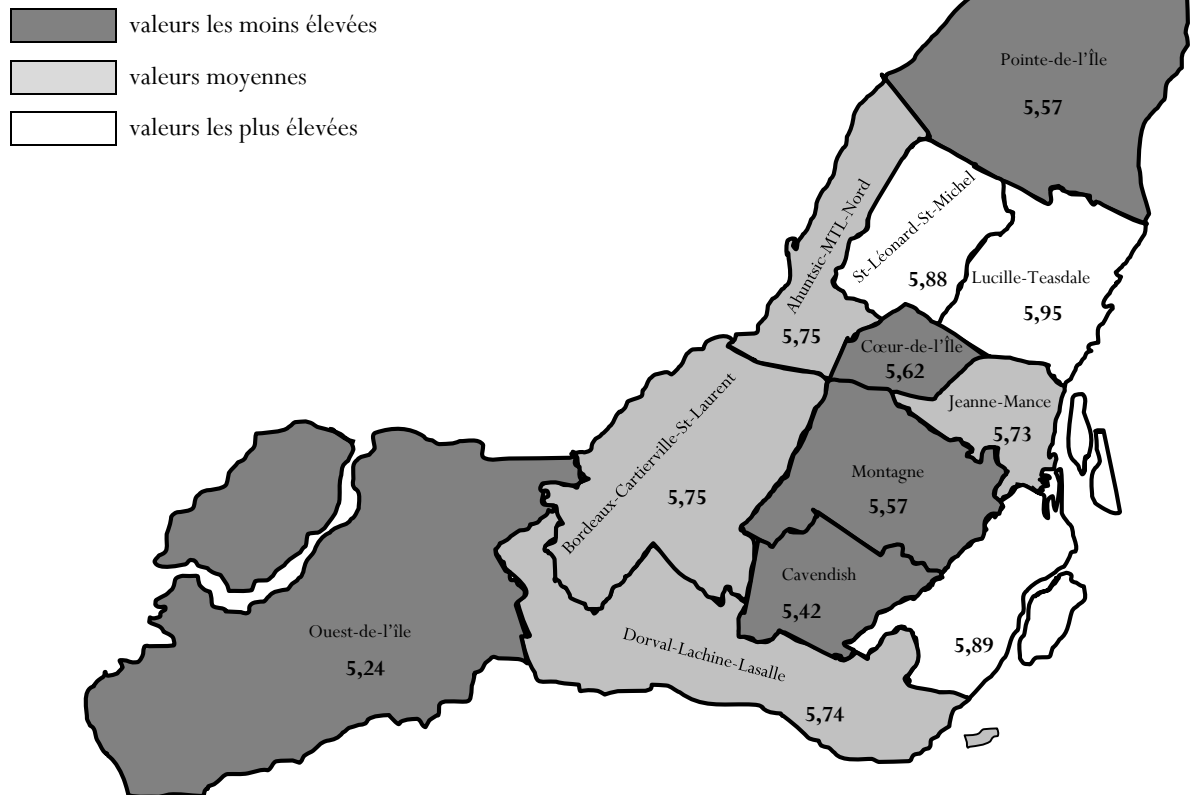 valeurs les moins élevées
valeurs moyennes
valeurs les plus élevées
Pointe-de-l'Île
5,57
Ahuntsic-MTL-Nord
5,75
St-Léonard-St-Michel
5,88
Lucille-Teasdale
5,95
Cœur-de-l'Île
5,62
Jeanne-Mance
5,73
Bordeaux-Cartierville-St-Laurent
5,75
Montagne
5,57
Cavendish
5,42
Ouest-de-l'île
5,24
Dorval-Lachine-Lasalle
5,74
5,89